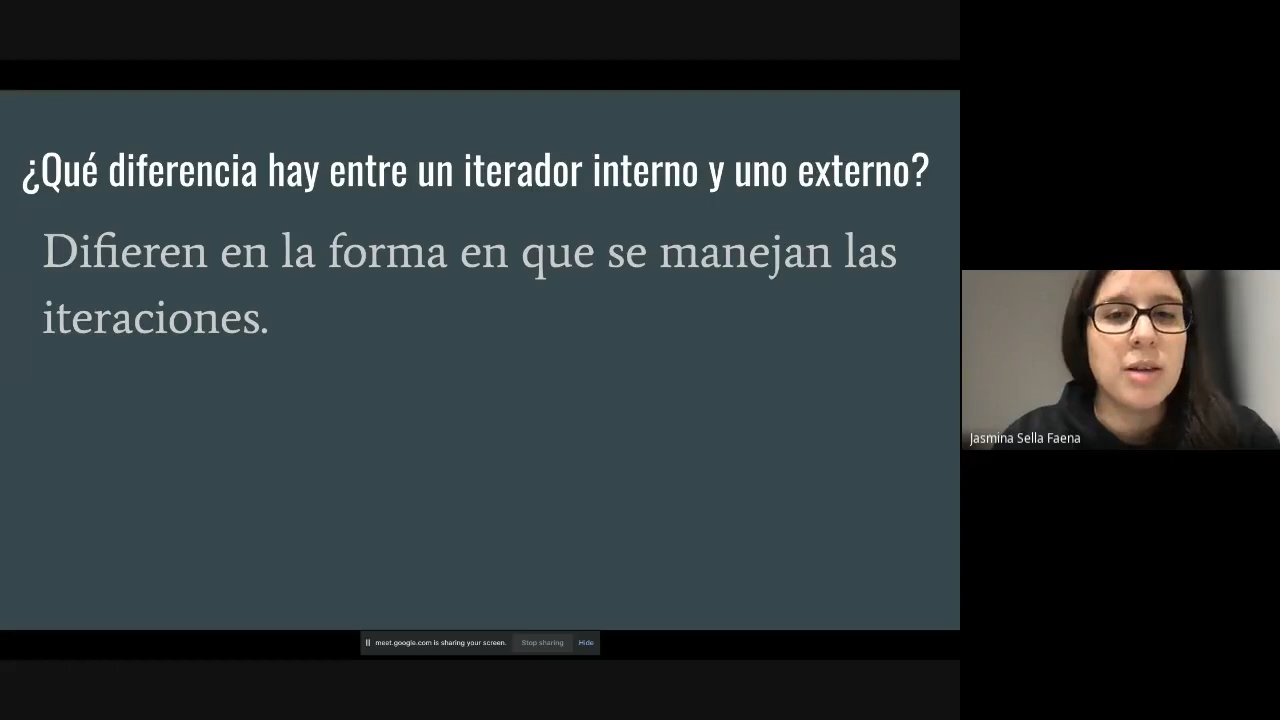 ¿Qué diferencia hay entre un iterador interno y uno externo?
Difieren en la forma en que se manejan las
iteraciones.
Jasmina Sella Faena
meet.google.com is sharing your screen. Stop sharing Hide